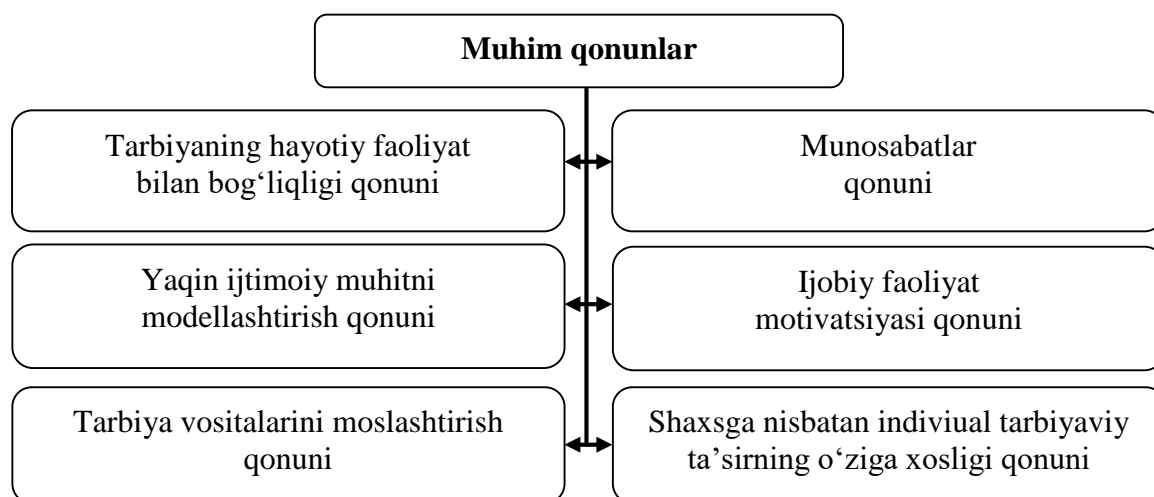 Muhim qonunlar
Tarbiyaning hayotiy faoliyat
bilan bog‘liqligi qonuni
Munosabatlar
qonuni
Yaqin ijtimoiy muhitni
modellashtirish qonuni
Ijobiy faoliyat
motivatsiyasi qonuni
Tarbiya vositalarini moslashtirish
qonuni
Shaxsga nisbatan indiviual tarbiyaviy
ta’sirning o‘ziga xosligi qonuni